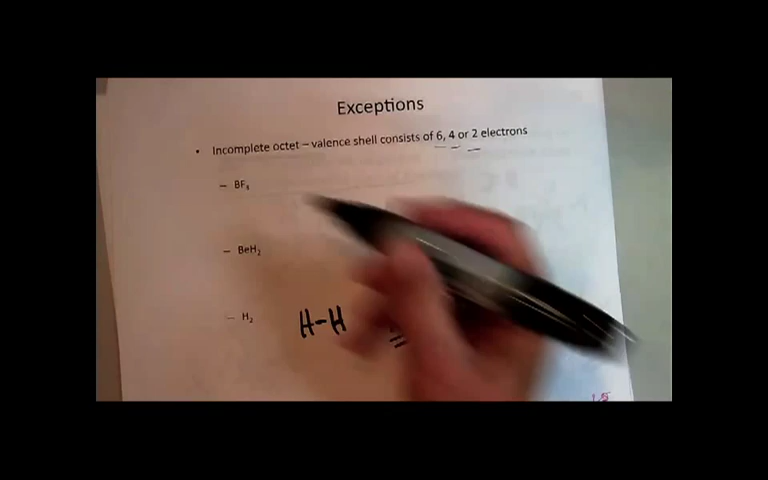 Exceptions
• Incomplete octet – valence shell consists of 6, 4 or 2 electrons
– BF₃
– BeH₂
– H₂ H–H